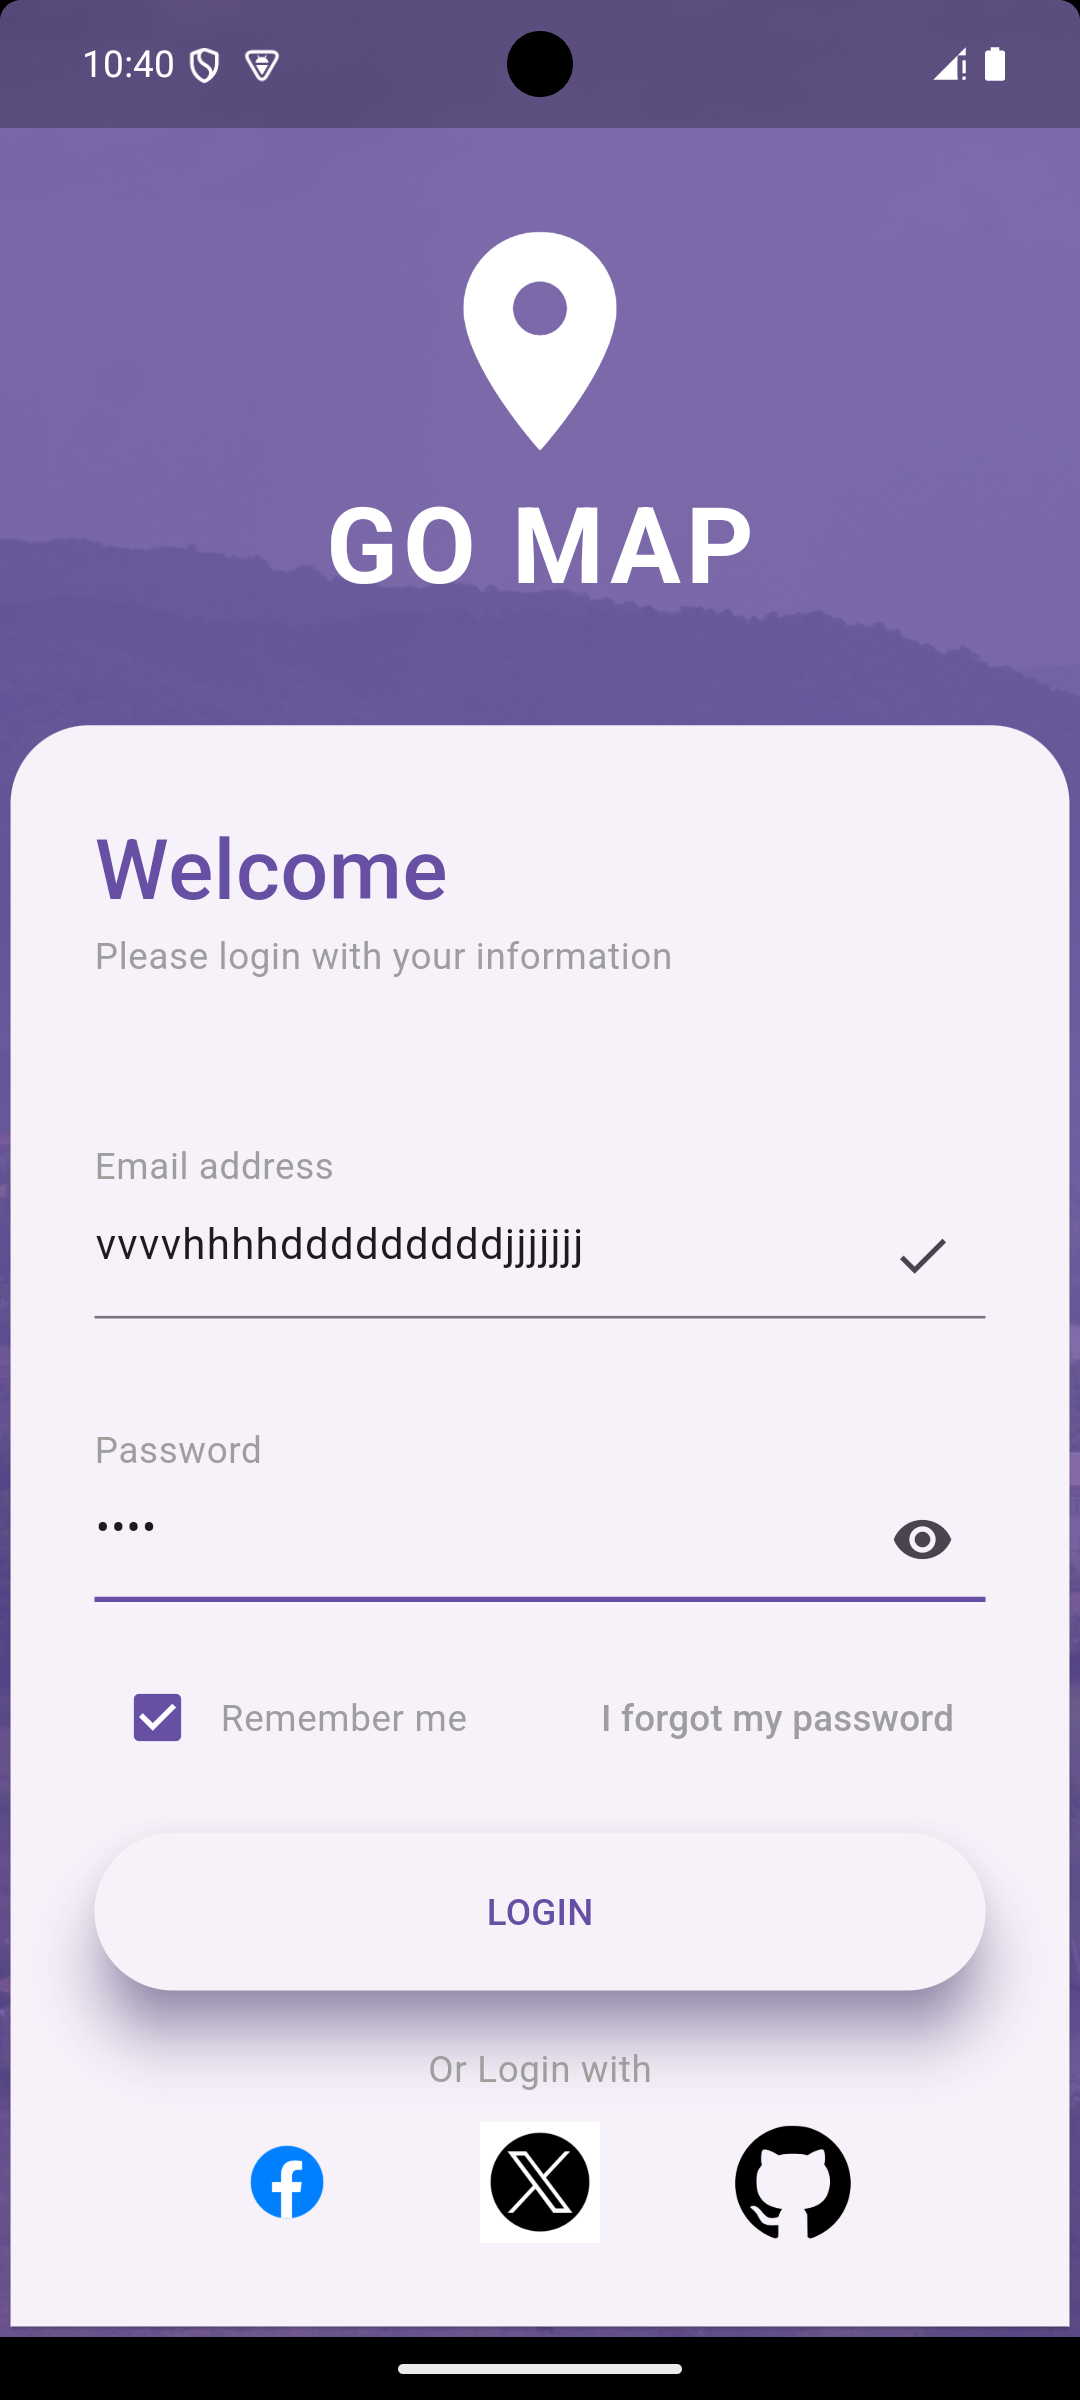 10:40
GO MAP
Welcome
Please login with your information
Email address
vvvvhhhhdddddddddjjjjjjj
Password
••••
Remember me
I forgot my password
LOGIN
Or Login with